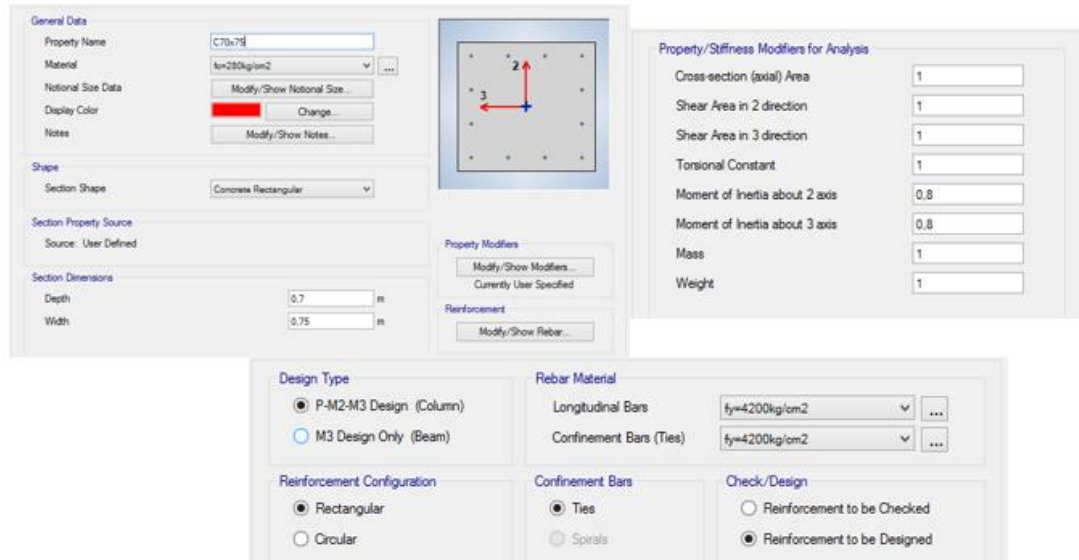 General Data
Property Name C70x75
Material fc=280kg/cm2 ...
Notional Size Data Modify/Show Notional Size...
Display Color Change...
Notes Modify/Show Notes...
Shape
Section Shape Concrete Rectangular
Section Property Source
Source: User Defined
Section Dimensions
Depth 0,7 m
Width 0,75 m
2
3
Property Modifiers
Modify/Show Modifiers...
Currently User Specified
Reinforcement
Modify/Show Rebar...
Property/Stiffness Modifiers for Analysis
Cross-section (axial) Area 1
Shear Area in 2 direction 1
Shear Area in 3 direction 1
Torsional Constant 1
Moment of Inertia about 2 axis 0,8
Moment of Inertia about 3 axis 0,8
Mass 1
Weight 1
Design Type
P-M2-M3 Design (Column)
M3 Design Only (Beam)
Rebar Material
Longitudinal Bars fy=4200kg/cm2 ...
Confinement Bars (Ties) fy=4200kg/cm2 ...
Reinforcement Configuration
Rectangular
Circular
Confinement Bars
Ties
Spirals
Check/Design
Reinforcement to be Checked
Reinforcement to be Designed